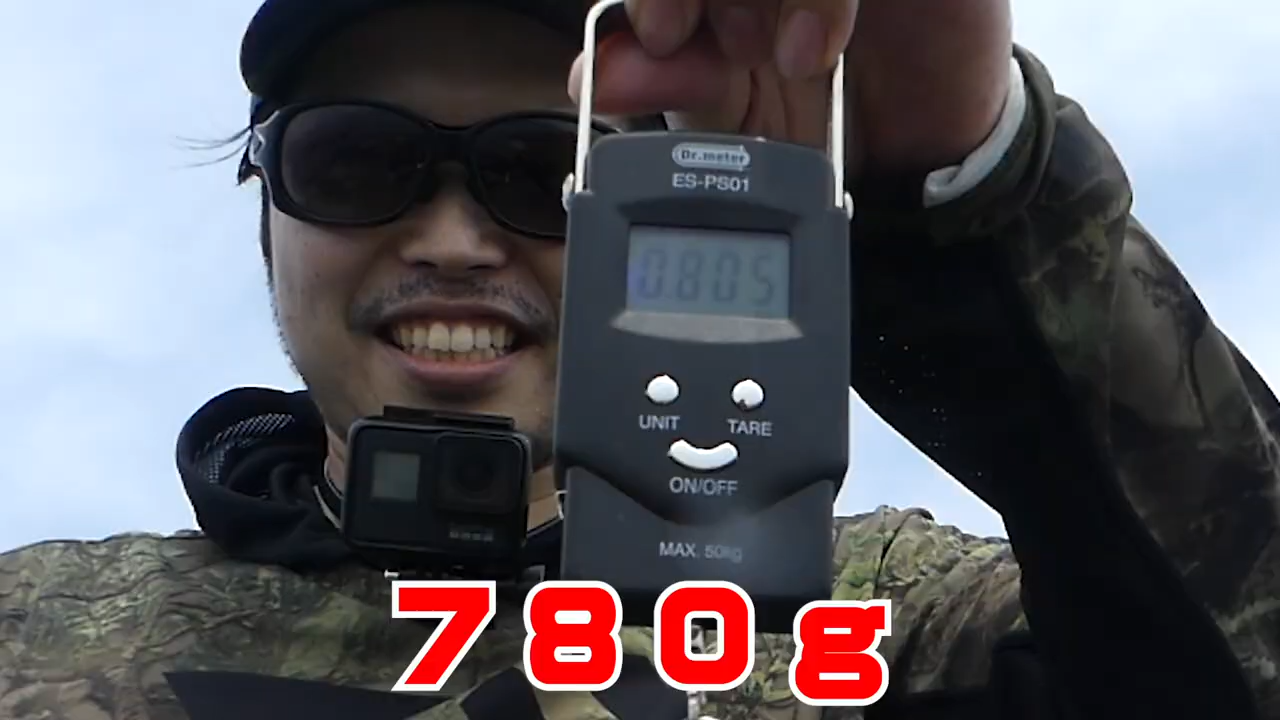 Dr.meter
ES-PS01
0805
UNIT
TARE
ON/OFF
MAX. 50kg
780g